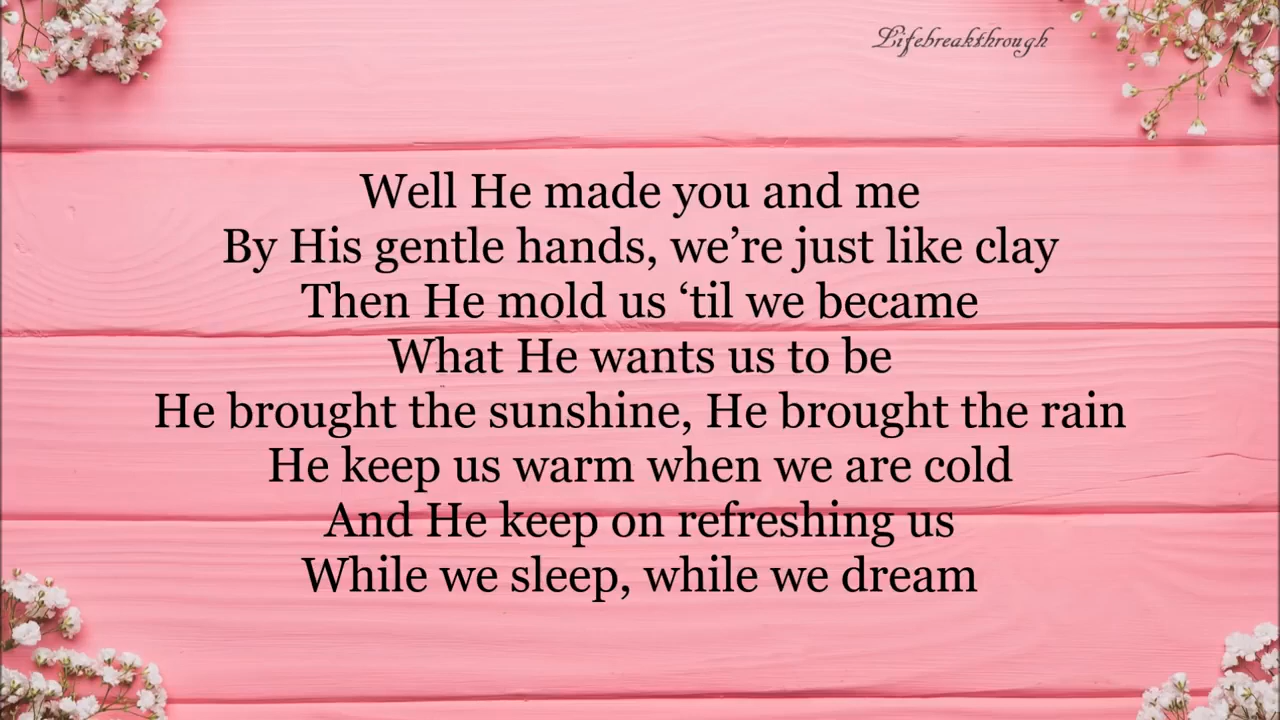 Lifebreakthrough
Well He made you and me
By His gentle hands, we’re just like clay
Then He mold us ‘til we became
What He wants us to be
He brought the sunshine, He brought the rain
He keep us warm when we are cold
And He keep on refreshing us
While we sleep, while we dream